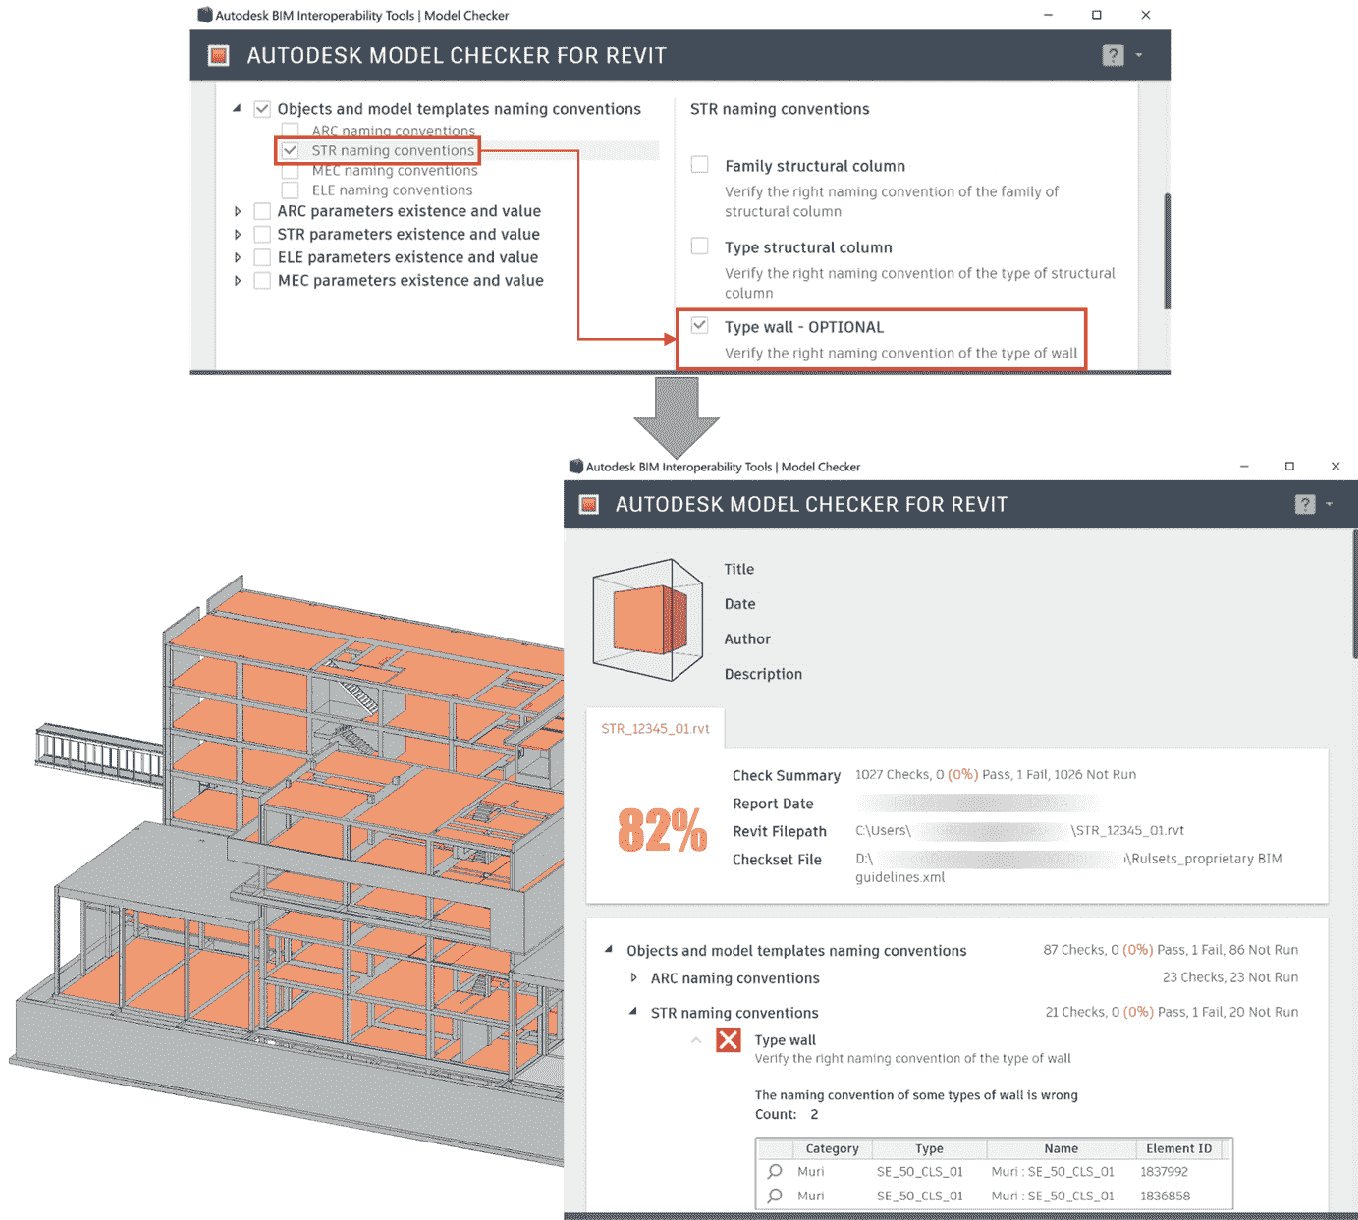 Autodesk BIM Interoperability Tools | Model Checker
AUTODESK MODEL CHECKER FOR REVIT
?
Objects and model templates naming conventions
ARC naming conventions
STR naming conventions
MEC naming conventions
ELE naming conventions
ARC parameters existence and value
STR parameters existence and value
ELE parameters existence and value
MEC parameters existence and value
STR naming conventions
Family structural column
Verify the right naming convention of the family of
structural column
Type structural column
Verify the right naming convention of the type of structural
column
Type wall - OPTIONAL
Verify the right naming convention of the type of wall
Autodesk BIM Interoperability Tools | Model Checker
AUTODESK MODEL CHECKER FOR REVIT
?
Title
Date
Author
Description
STR_12345_01.rvt
82%
Check Summary 1027 Checks, 0 (0%) Pass, 1 Fail, 1026 Not Run
Report Date
Revit Filepath C:\Users\ \STR_12345_01.rvt
Checkset File D:\ \Rulsets_proprietary BIM
guidelines.xml
Objects and model templates naming conventions 87 Checks, 0 (0%) Pass, 1 Fail, 86 Not Run
ARC naming conventions 23 Checks, 23 Not Run
STR naming conventions 21 Checks, 0 (0%) Pass, 1 Fail, 20 Not Run
Type wall
Verify the right naming convention of the type of wall
The naming convention of some types of wall is wrong
Count: 2
Category Type Name Element ID
Muri SE_50_CLS_01 Muri : SE_50_CLS_01 1837992
Muri SE_50_CLS_01 Muri : SE_50_CLS_01 1836858